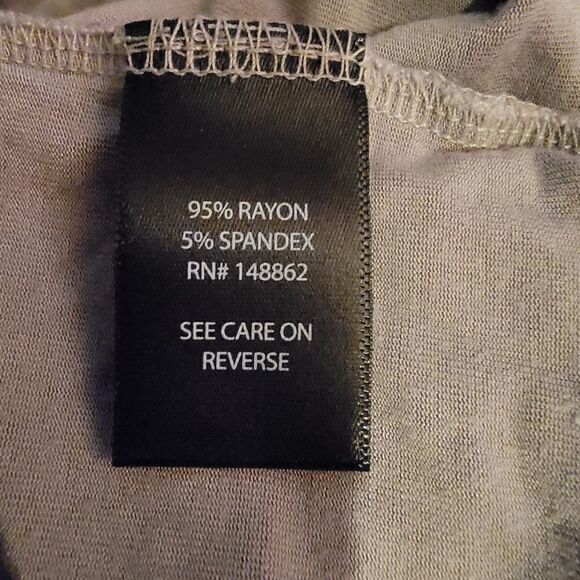 95% RAYON
5% SPANDEX
RN# 148862
SEE CARE ON
REVERSE